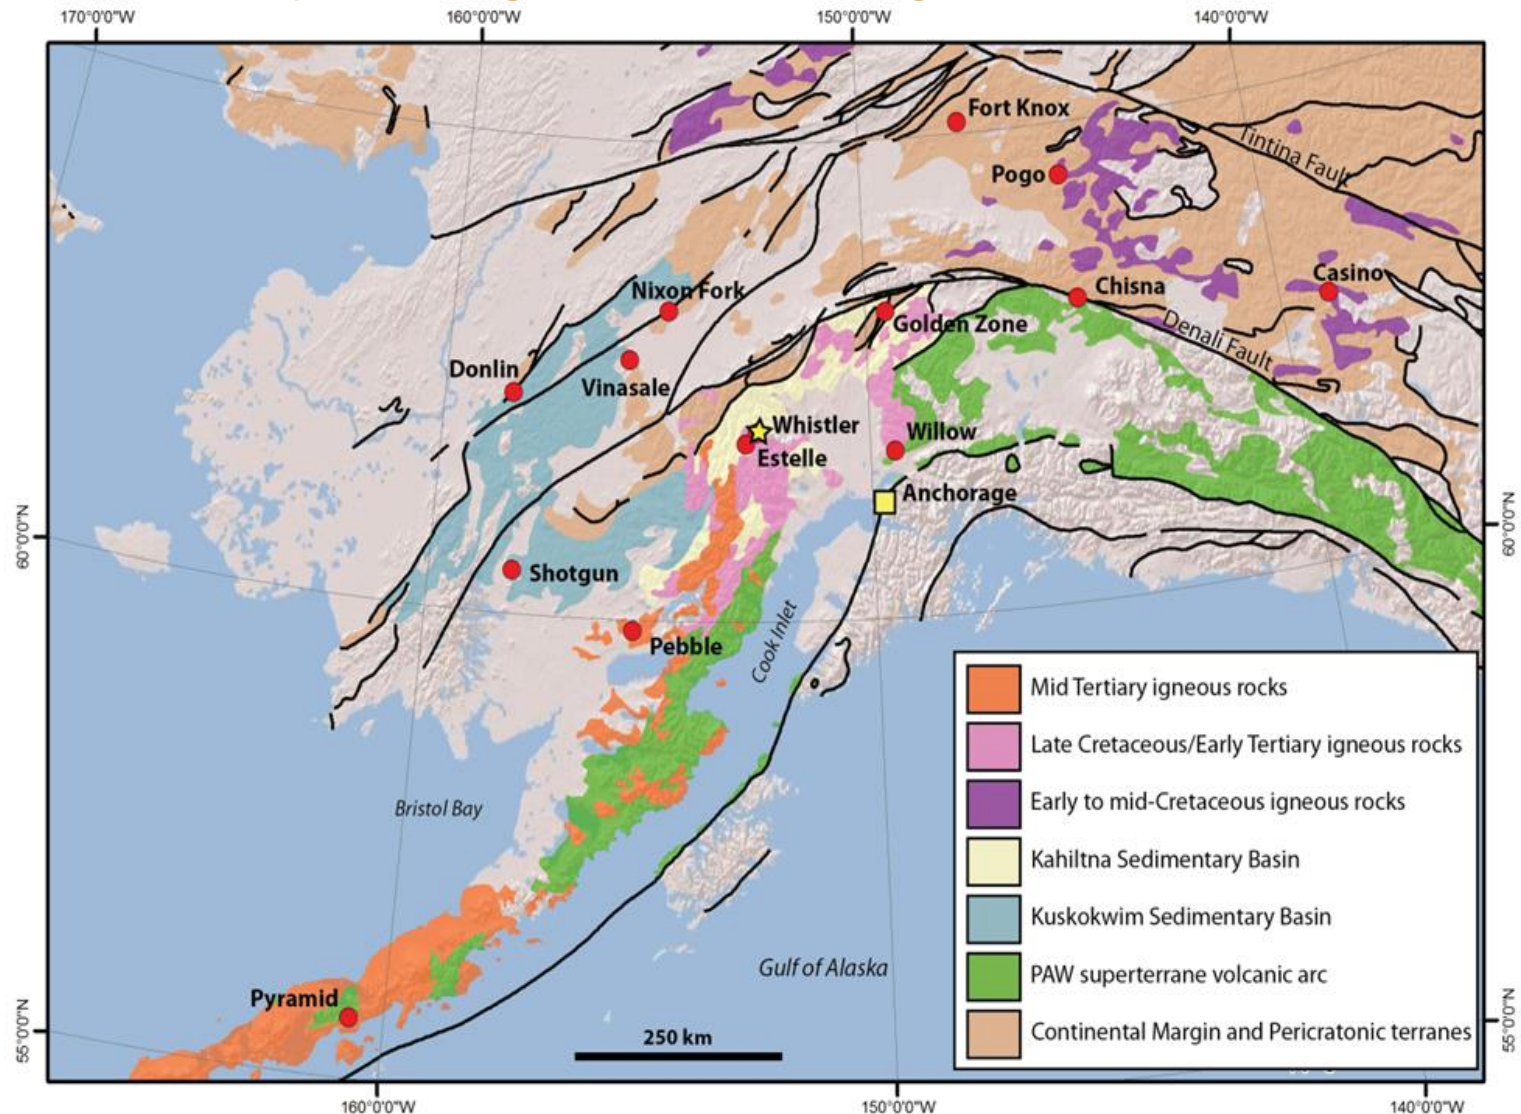 170°0'0"W
160°0'0"W
150°0'0"W
140°0'0"W
Fort Knox
Tintina Fault
Pogo
Casino
Chisna
Nixon Fork
Golden Zone
Denali Fault
Donlin
Vinasale
Whistler
Willow
Estelle
Anchorage
60°0'0"N
60°0'0"N
Shotgun
Cook Inlet
Pebble
Mid Tertiary igneous rocks
Late Cretaceous/Early Tertiary igneous rocks
Early to mid-Cretaceous igneous rocks
Kahiltna Sedimentary Basin
Kuskokwim Sedimentary Basin
PAW superterrane volcanic arc
Continental Margin and Pericratonic terranes
Bristol Bay
Gulf of Alaska
Pyramid
250 km
55°0'0"N
55°0'0"N
160°0'0"W
150°0'0"W
140°0'0"W